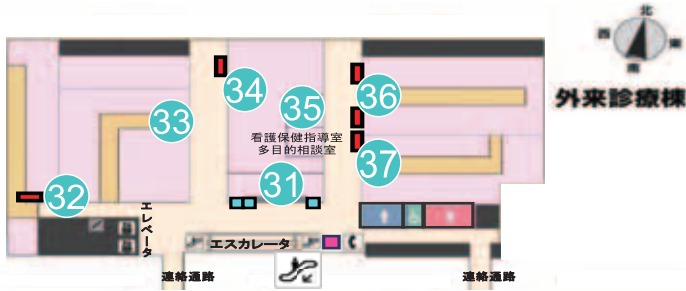 北
西
東
南
外来診療棟
34
35
36
33
看護保健指導室
多目的相談室
37
32
31
エレベータ
エスカレータ
連絡通路
連絡通路